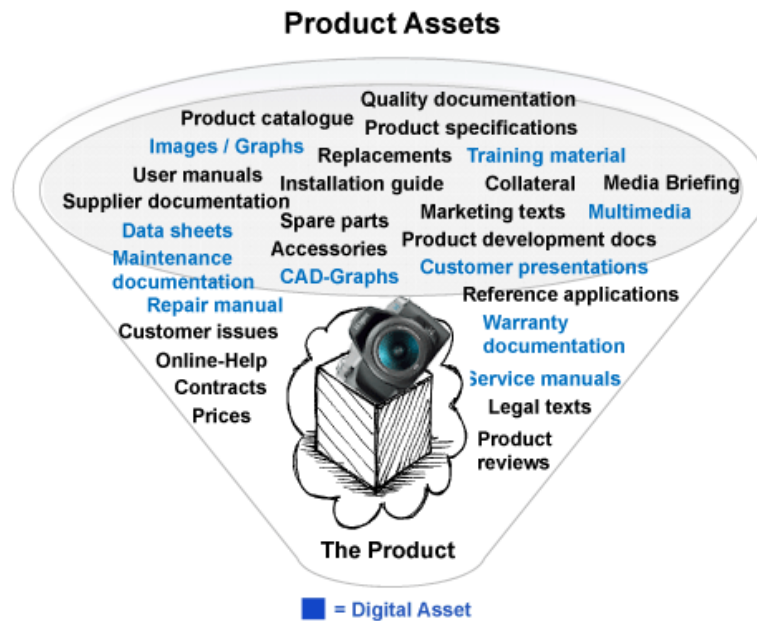 Product Assets
Quality documentation
Product catalogue
Product specifications
Images / Graphs
Replacements
Training material
User manuals
Installation guide
Collateral
Media Briefing
Supplier documentation
Spare parts
Marketing texts
Multimedia
Data sheets
Accessories
Product development docs
Maintenance
documentation
CAD-Graphs
Customer presentations
Repair manual
Reference applications
Customer issues
Warranty
documentation
Online-Help
Service manuals
Contracts
Legal texts
Prices
Product
reviews
The Product
= Digital Asset